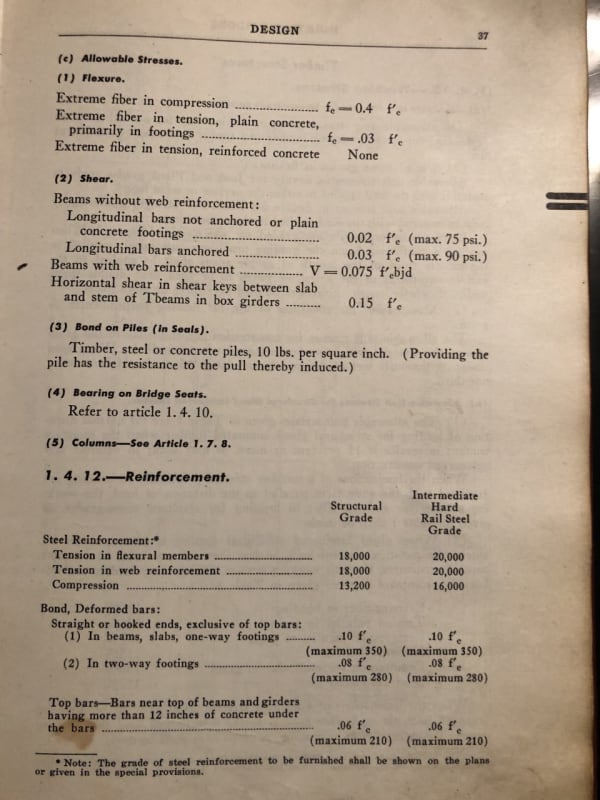 DESIGN 37
(c) Allowable Stresses.
(1) Flexure.
Extreme fiber in compression ........................ fc = 0.4 f'c
Extreme fiber in tension, plain concrete,
primarily in footings .................................. fc = .03 f'c
Extreme fiber in tension, reinforced concrete None
(2) Shear.
Beams without web reinforcement:
Longitudinal bars not anchored or plain
concrete footings .................................... 0.02 f'c (max. 75 psi.)
Longitudinal bars anchored ........................ 0.03 f'c (max. 90 psi.)
Beams with web reinforcement ................ V = 0.075 f'cbjd
Horizontal shear in shear keys between slab
and stem of Tbeams in box girders .......... 0.15 f'c
(3) Bond on Piles (in Seals).
Timber, steel or concrete piles, 10 lbs. per square inch. (Providing the
pile has the resistance to the pull thereby induced.)
(4) Bearing on Bridge Seats.
Refer to article 1. 4. 10.
(5) Columns—See Article 1. 7. 8.
1. 4. 12.—Reinforcement.
Structural Grade Intermediate Hard Rail Steel Grade
Steel Reinforcement:*
Tension in flexural members ................................ 18,000 20,000
Tension in web reinforcement ............................ 18,000 20,000
Compression ........................................................ 13,200 16,000
Bond, Deformed bars:
Straight or hooked ends, exclusive of top bars:
(1) In beams, slabs, one-way footings ......... .10 f'c .10 f'c
(maximum 350) (maximum 350)
(2) In two-way footings ................................ .08 f'c .08 f'c
(maximum 280) (maximum 280)
Top bars—Bars near top of beams and girders
having more than 12 inches of concrete under
the bars .............................................................. .06 f'c .06 f'c
(maximum 210) (maximum 210)
* Note: The grade of steel reinforcement to be furnished shall be shown on the plans
or given in the special provisions.